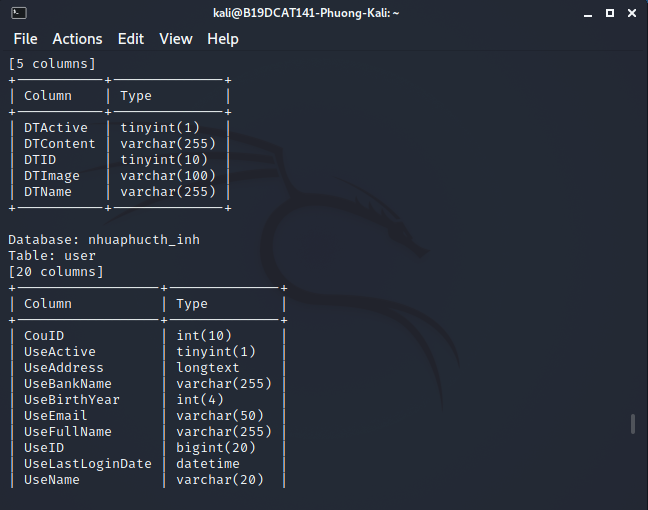 kali@B19DCAT141-Phuong-Kali: ~
File Actions Edit View Help
[5 columns]
+-----------+--------------+
| Column    | Type         |
+-----------+--------------+
| DTActive  | tinyint(1)   |
| DTContent | varchar(255) |
| DTID      | tinyint(10)  |
| DTImage   | varchar(100) |
| DTName    | varchar(255) |
+-----------+--------------+
Database: nhuaphucth_inh
Table: user
[20 columns]
+------------------+--------------+
| Column           | Type         |
+------------------+--------------+
| CouID            | int(10)      |
| UseActive        | tinyint(1)   |
| UseAddress       | longtext     |
| UseBankName      | varchar(255) |
| UseBirthYear     | int(4)       |
| UseEmail         | varchar(50)  |
| UseFullName      | varchar(255) |
| UseID            | bigint(20)   |
| UseLastLoginDate | datetime     |
| UseName          | varchar(20)  |